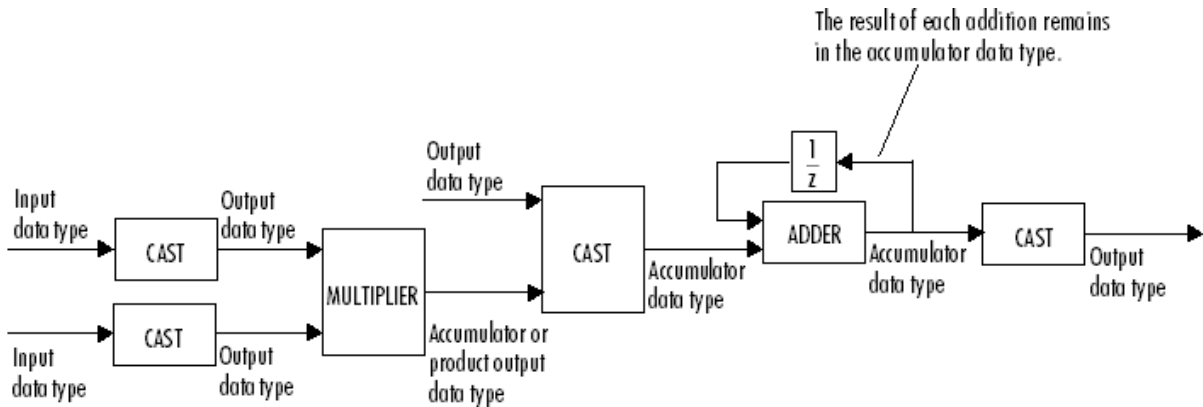 The result of each addition remains
in the accumulator data type.
1
z
Output
data type
Input
data type
Output
data type
CAST
MULTIPLIER
CAST
ADDER
CAST
Accumulator
data type
Accumulator
data type
Output
data type
CAST
Input
data type
Output
data type
Accumulator or
product output
data type